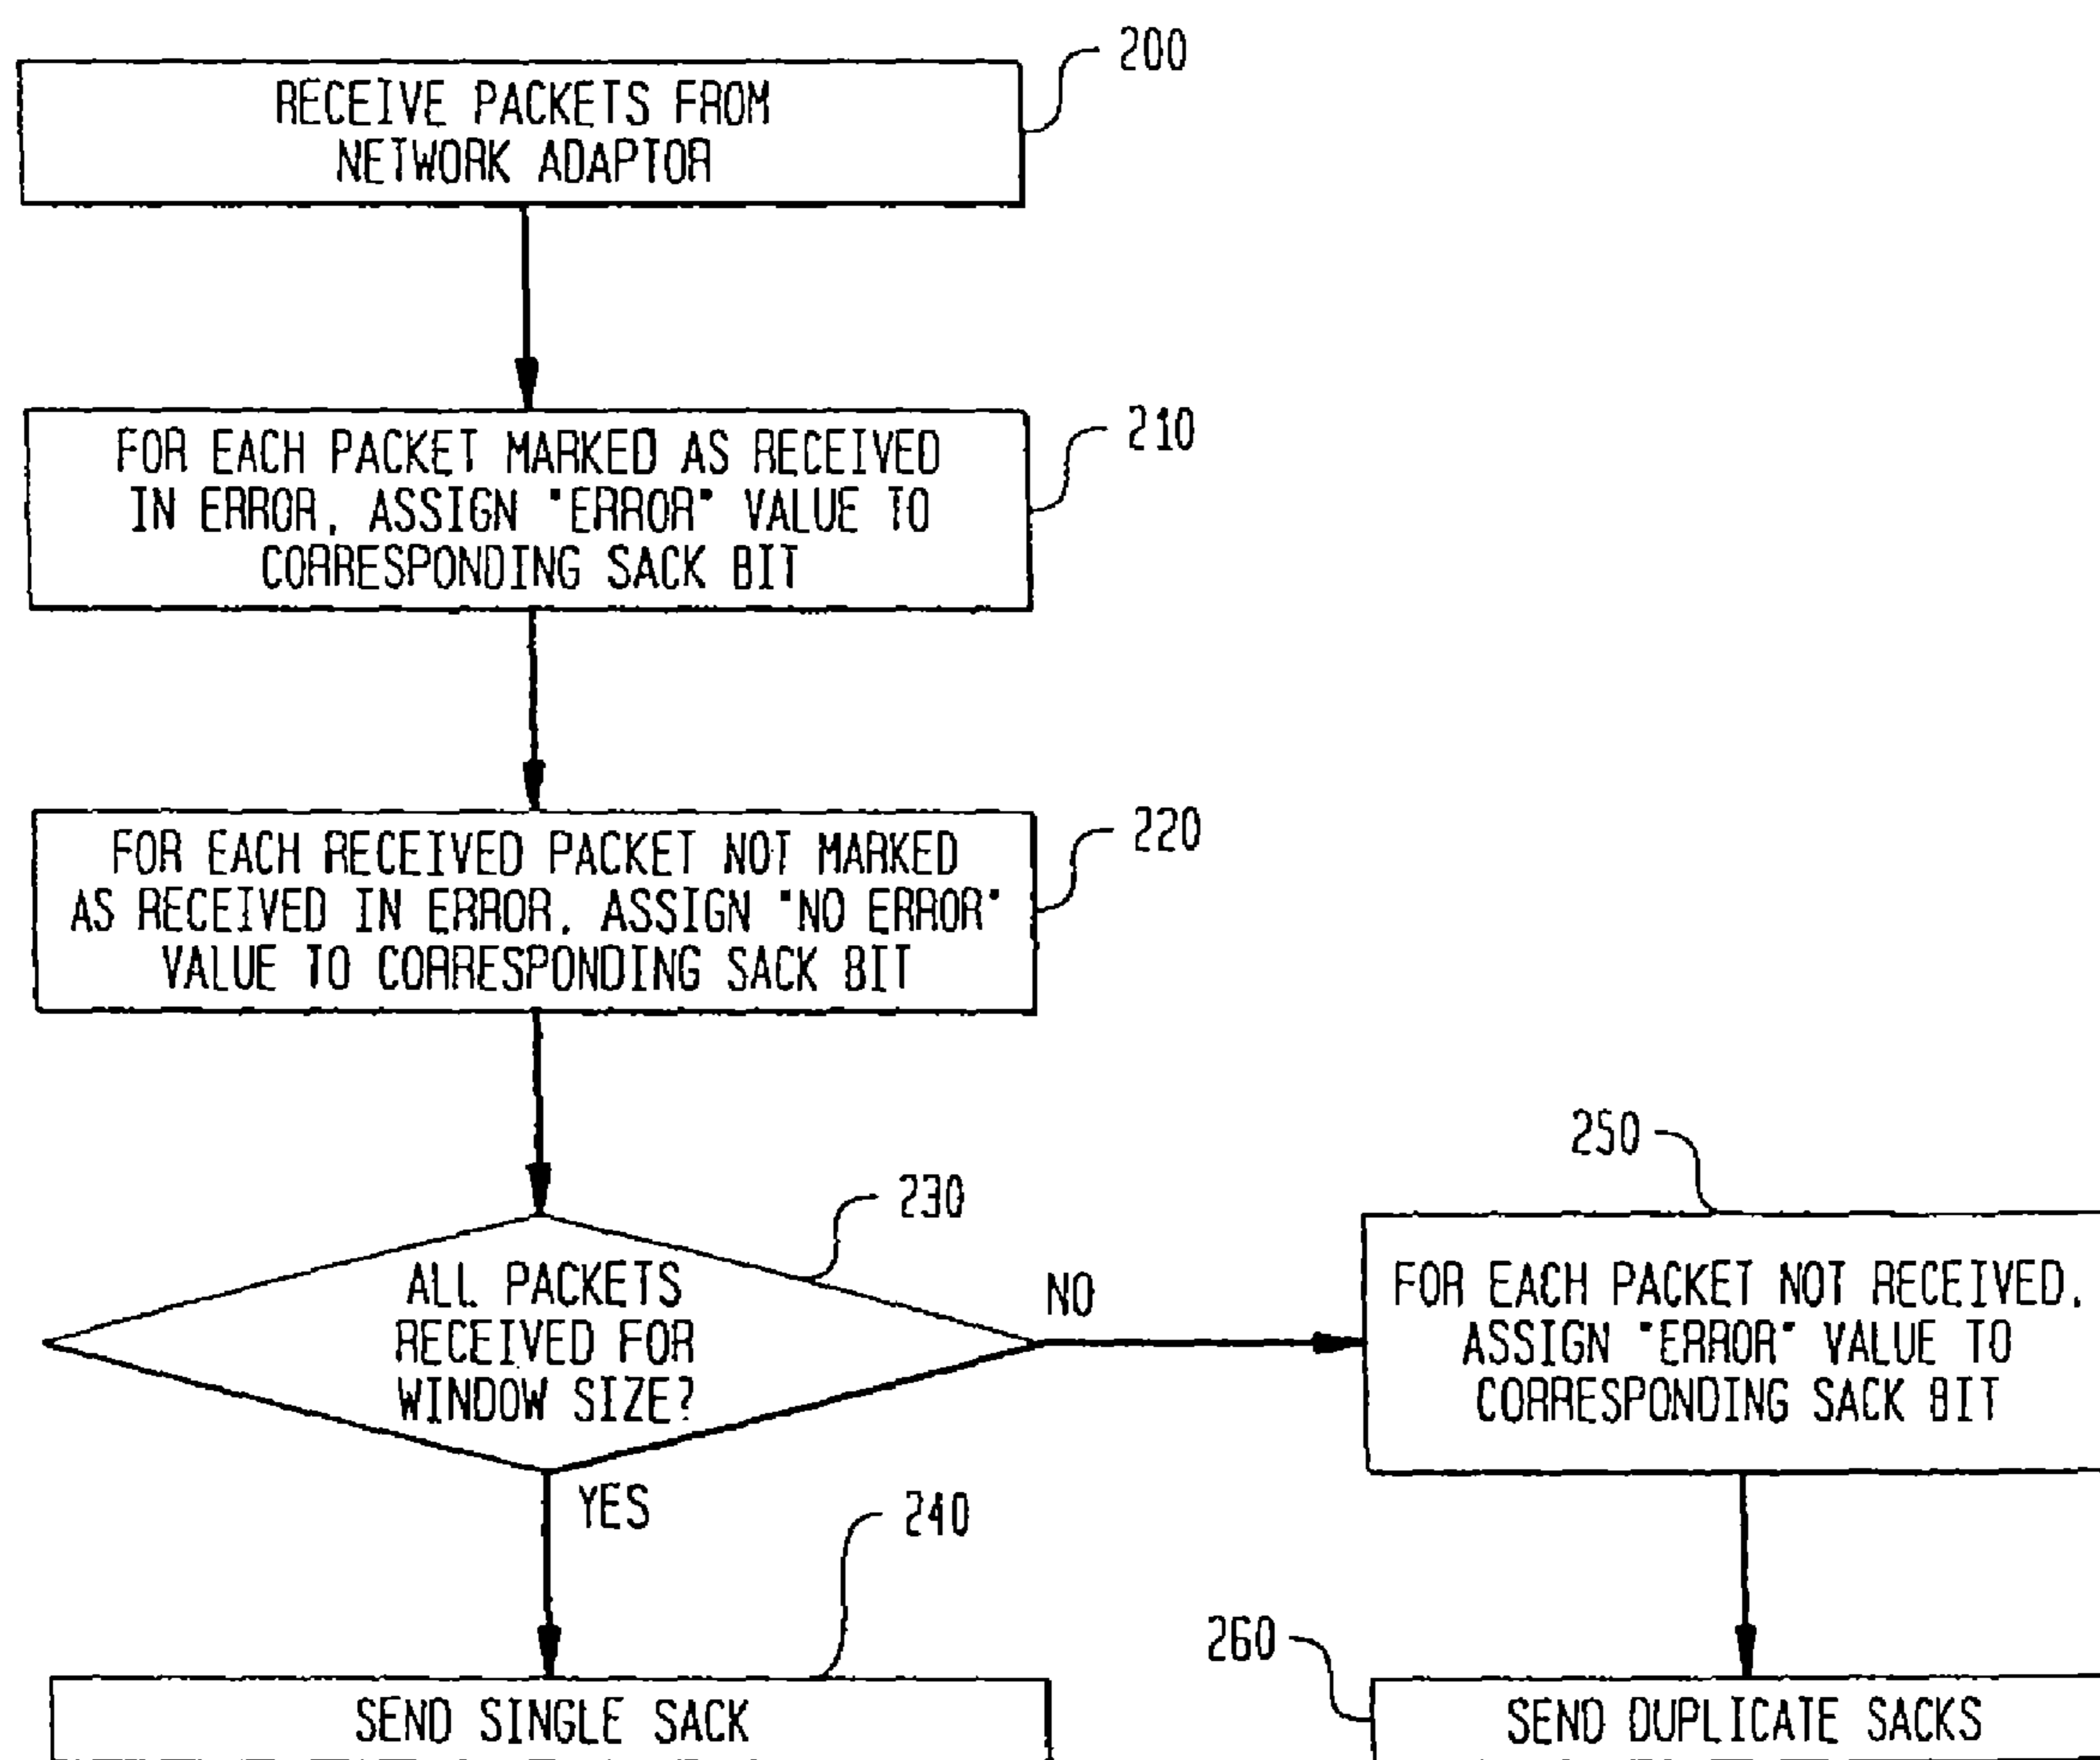 200
RECEIVE PACKETS FROM
NETWORK ADAPTOR
210
FOR EACH PACKET MARKED AS RECEIVED
IN ERROR, ASSIGN "ERROR" VALUE TO
CORRESPONDING SACK BIT
220
FOR EACH RECEIVED PACKET NOT MARKED
AS RECEIVED IN ERROR, ASSIGN "NO ERROR"
VALUE TO CORRESPONDING SACK BIT
230
ALL PACKETS
RECEIVED FOR
WINDOW SIZE?
NO
YES
250
FOR EACH PACKET NOT RECEIVED,
ASSIGN "ERROR" VALUE TO
CORRESPONDING SACK BIT
240
SEND SINGLE SACK
260
SEND DUPLICATE SACKS